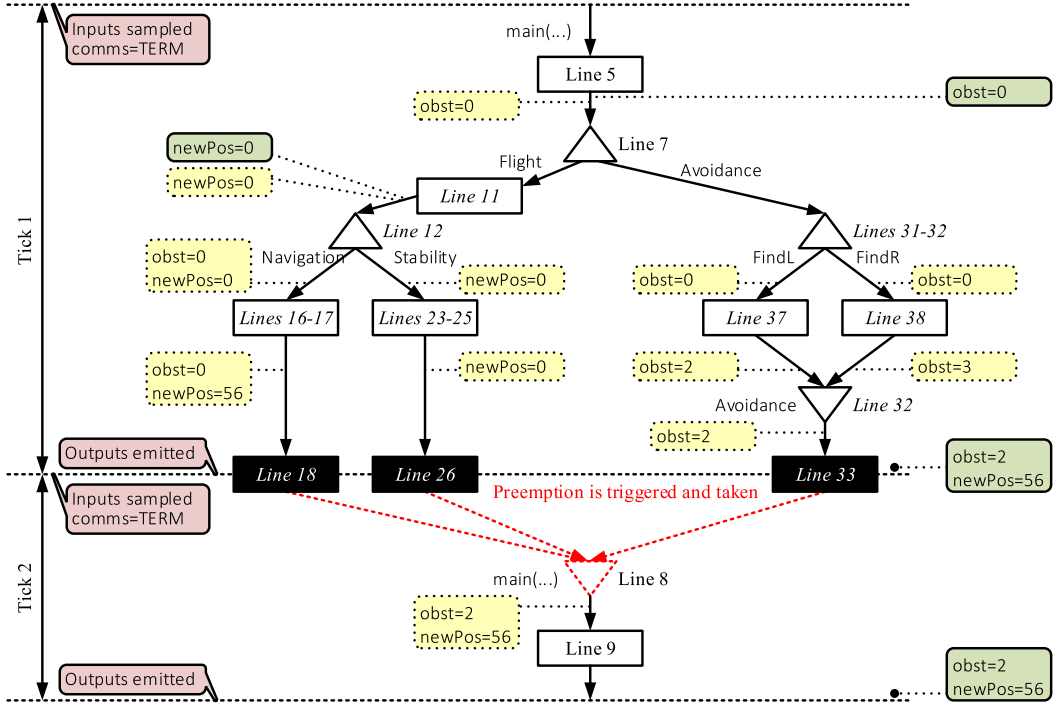 Inputs sampled
comms=TERM
main(...)
Line 5
obst=0
obst=0
Line 7
newPos=0
newPos=0
Flight
Avoidance
Line 11
Line 12
Lines 31-32
Tick 1
obst=0
newPos=0
Navigation
Stability
newPos=0
obst=0
FindL
FindR
obst=0
Lines 16-17
Lines 23-25
Line 37
Line 38
obst=0
newPos=56
newPos=0
obst=2
obst=3
Avoidance
Line 32
obst=2
Outputs emitted
Line 18
Line 26
Line 33
obst=2
newPos=56
Inputs sampled
comms=TERM
Preemption is triggered and taken
Tick 2
main(...)
Line 8
obst=2
newPos=56
Line 9
Outputs emitted
obst=2
newPos=56